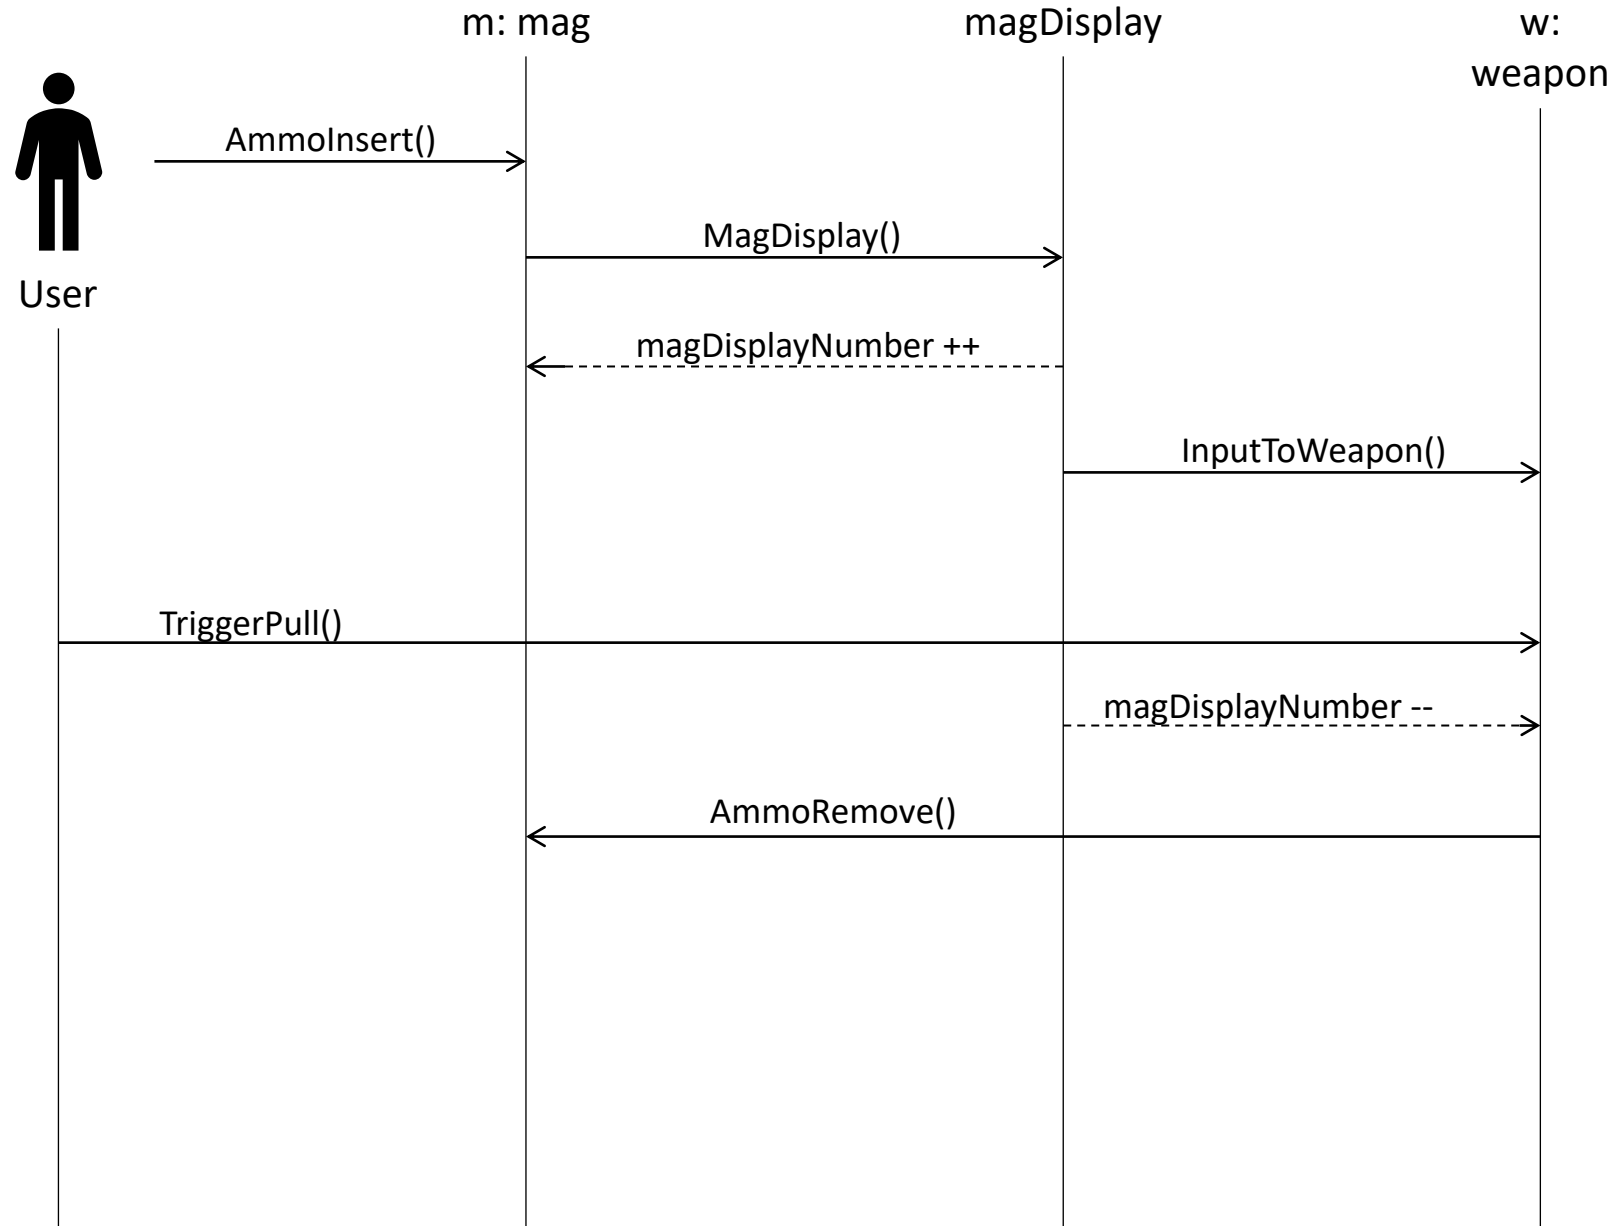 m: mag
magDisplay
w:
weapon
AmmoInsert()
MagDisplay()
User
magDisplayNumber ++
InputToWeapon()
TriggerPull()
magDisplayNumber --
AmmoRemove()